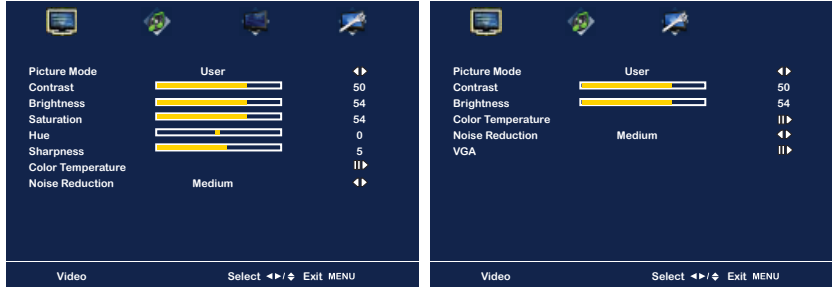 Picture Mode User
Contrast 50
Brightness 54
Saturation 54
Hue 0
Sharpness 5
Color Temperature
Noise Reduction Medium
Video Select ◄►/◆ Exit MENU
Picture Mode User
Contrast 50
Brightness 54
Color Temperature
Noise Reduction Medium
VGA
Video Select ◄►/◆ Exit MENU